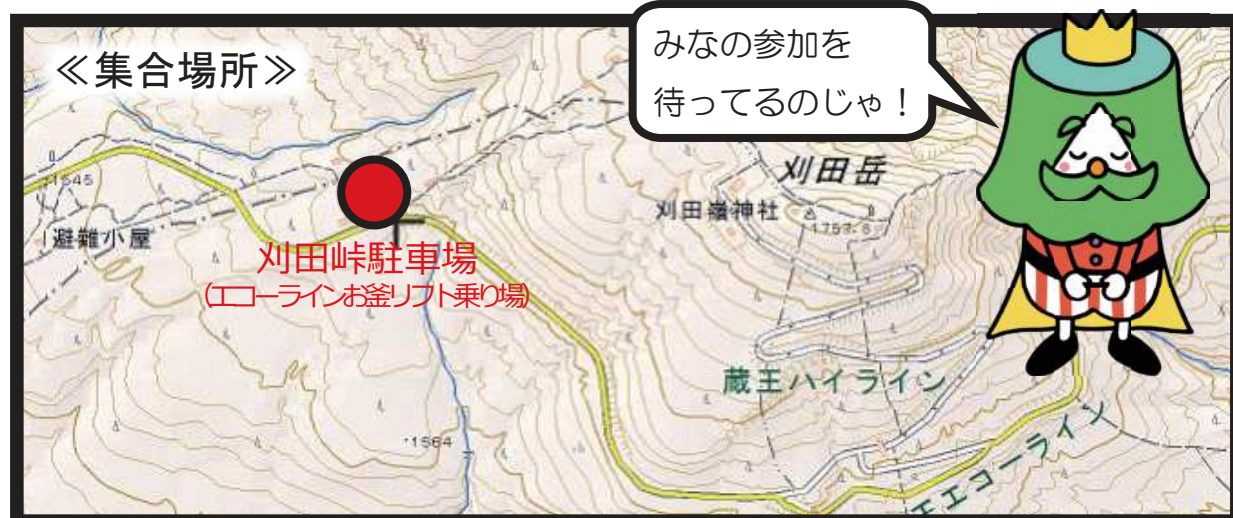 ≪集合場所≫
みなの参加を
待ってるのじゃ！
刈田岳
刈田嶺神社
1757.8
1545
避難小屋
刈田峠駐車場
(エコーラインお釜リフト乗り場)
蔵王ハイライン
・1564
王エコーライン